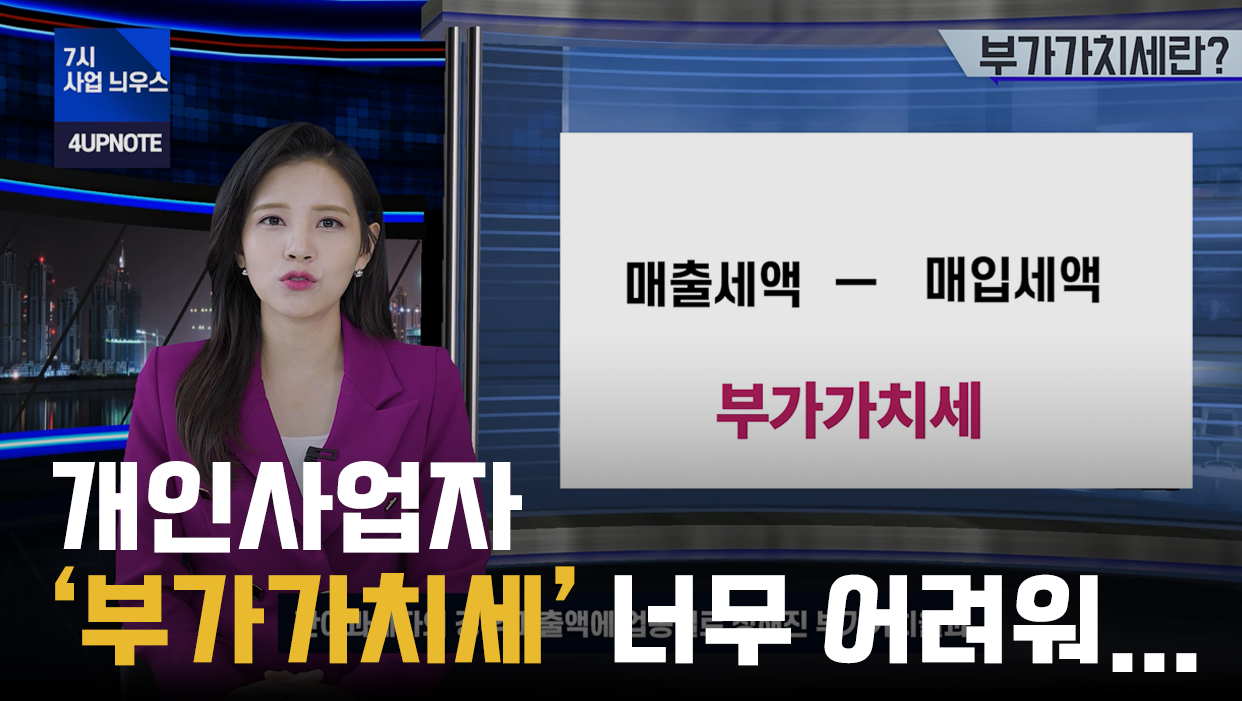 7시
사업 늬우스
4UPNOTE
부가가치세란?
매출세액 – 매입세액
부가가치세
개인사업자
‘부가가치세’ 너무 어려워...